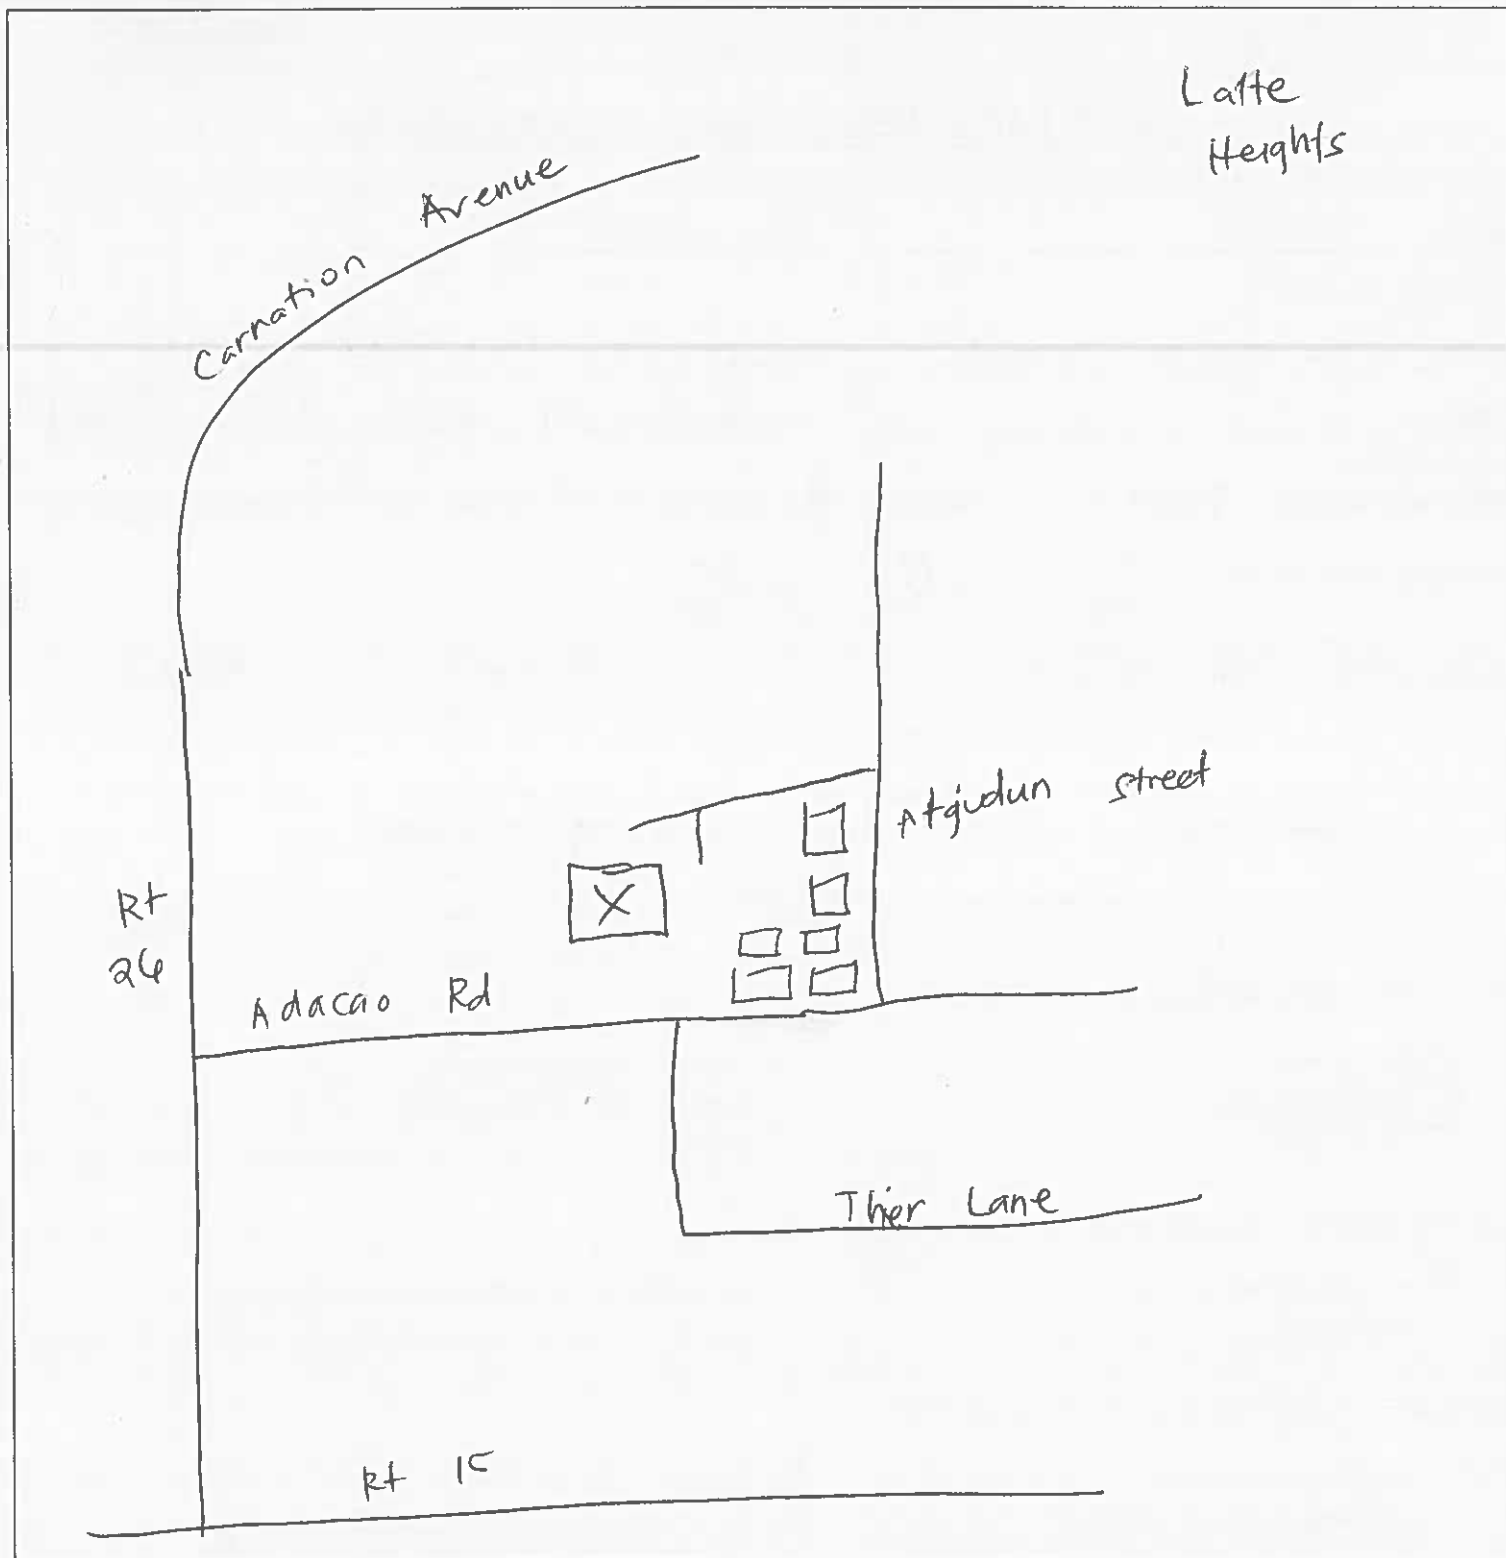 Latte
Heights
Carnation Avenue
Atgidun street
Rt
26
X
Adacao Rd
Thier Lane
Rt 15